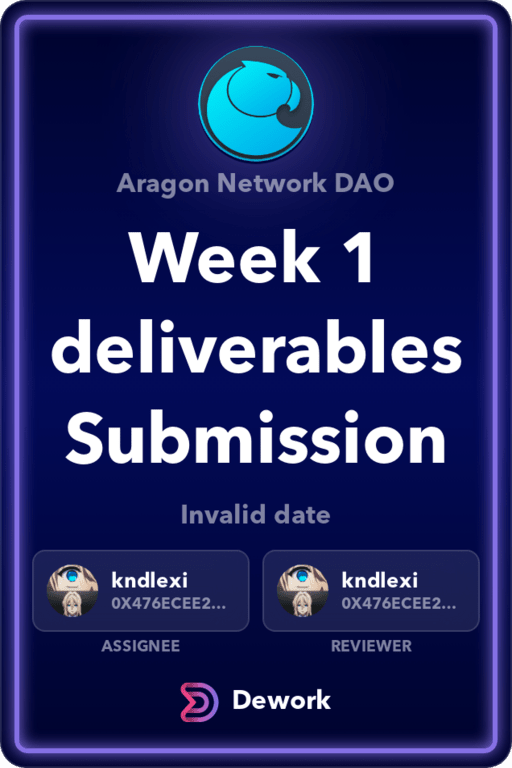 Aragon Network DAO
Week 1
deliverables
Submission
Invalid date
kndlexi
0X476ECEE2...
ASSIGNEE
kndlexi
0X476ECEE2...
REVIEWER
Dework